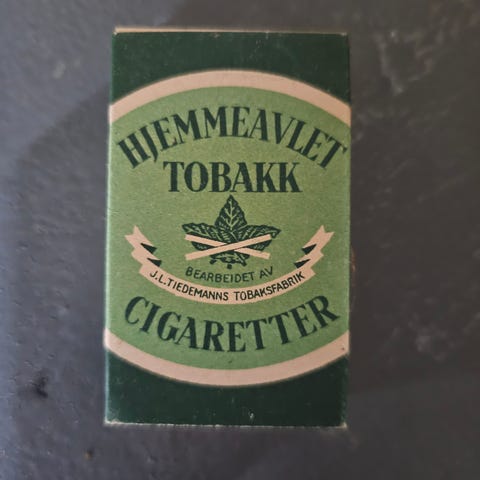 HJEMMEAVLET
TOBAKK
BEARBEIDET AV
J.L.TIEDEMANNS TOBAKSFABRIK
CIGARETTER